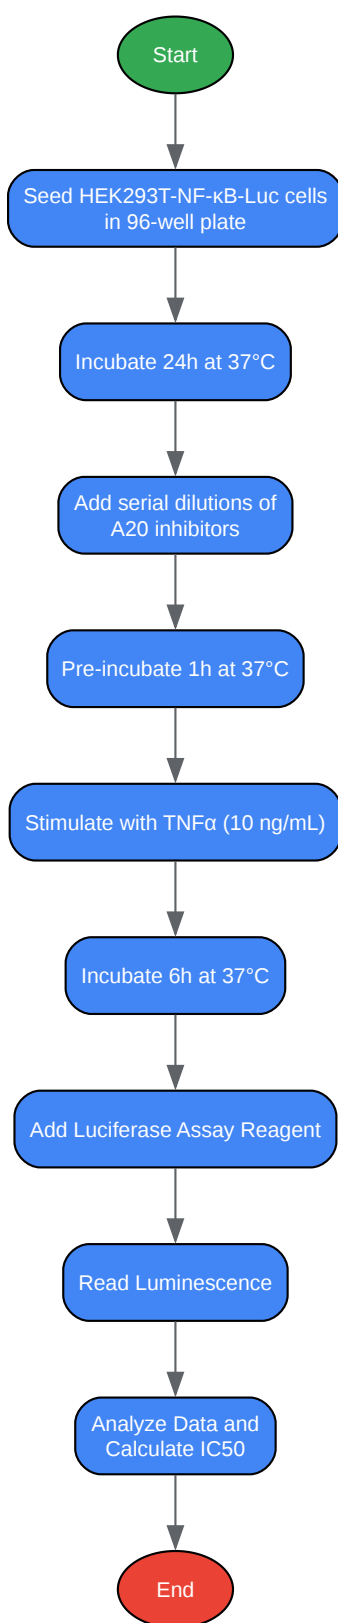 Start
Seed HEK293T-NF-κB-Luc cells
in 96-well plate
Incubate 24h at 37°C
Add serial dilutions of
A20 inhibitors
Pre-incubate 1h at 37°C
Stimulate with TNFα (10 ng/mL)
Incubate 6h at 37°C
Add Luciferase Assay Reagent
Read Luminescence
Analyze Data and
Calculate IC50
End